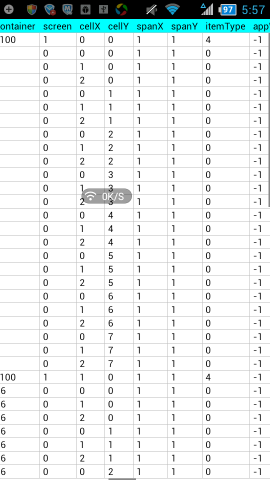 97 5:57
ontainer screen cellX cellY spanX spanY itemType app
100 1 0 0 1 1 4 -1
0 0 0 1 1 0 -1
0 1 0 1 1 0 -1
0 2 0 1 1 0 -1
0 0 1 1 1 0 -1
0 1 1 1 1 0 -1
0 2 1 1 1 0 -1
0 0 2 1 1 0 -1
0 1 2 1 1 0 -1
0 2 2 1 1 0 -1
0 0 3 1 1 0 -1
0 1 3 1 1 0 -1
0K/S
0 2 3 1 1 0 -1
0 0 4 1 1 0 -1
0 1 4 1 1 0 -1
0 2 4 1 1 0 -1
0 0 5 1 1 0 -1
0 1 5 1 1 0 -1
0 2 5 1 1 0 -1
0 0 6 1 1 0 -1
0 1 6 1 1 0 -1
0 2 6 1 1 0 -1
0 0 7 1 1 0 -1
0 1 7 1 1 0 -1
0 2 7 1 1 0 -1
100 1 1 0 1 1 4 -1
6 0 0 0 1 1 0 -1
6 0 1 0 1 1 0 -1
6 0 2 0 1 1 0 -1
6 0 0 1 1 1 0 -1
6 0 1 1 1 1 0 -1
6 0 2 1 1 1 0 -1
6 0 0 2 1 1 0 -1